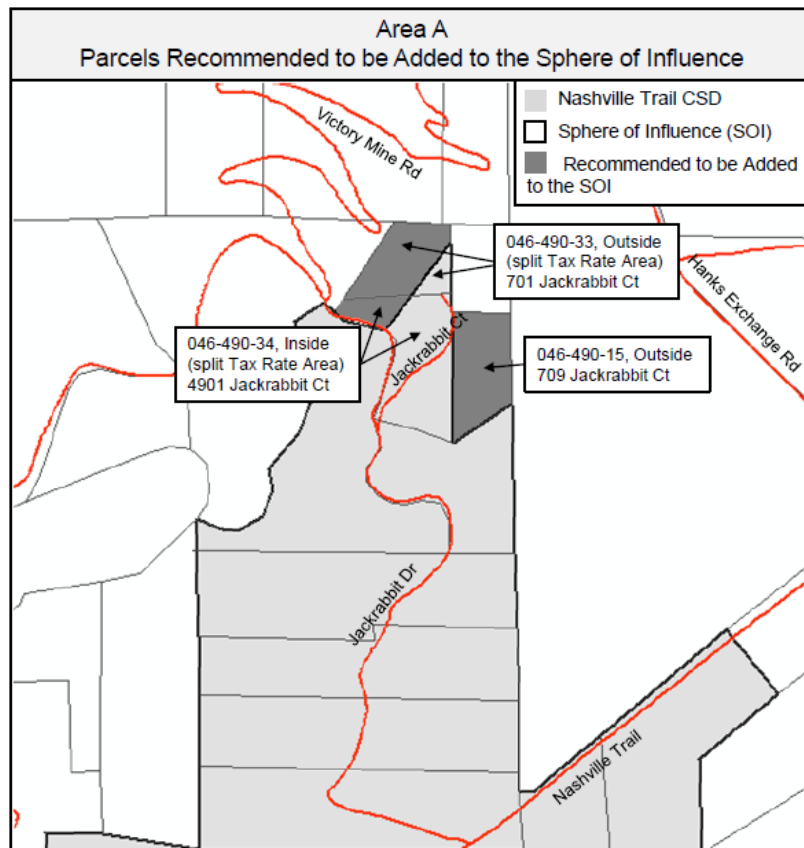 Area A
Parcels Recommended to be Added to the Sphere of Influence
Nashville Trail CSD
Sphere of Influence (SOI)
Recommended to be Added
to the SOI
Victory Mine Rd
046-490-33, Outside
(split Tax Rate Area)
701 Jackrabbit Ct
Hanks Exchange Rd
046-490-34, Inside
(split Tax Rate Area)
4901 Jackrabbit Ct
Jackrabbit Ct
046-490-15, Outside
709 Jackrabbit Ct
Jackrabbit Dr
Nashville Trail